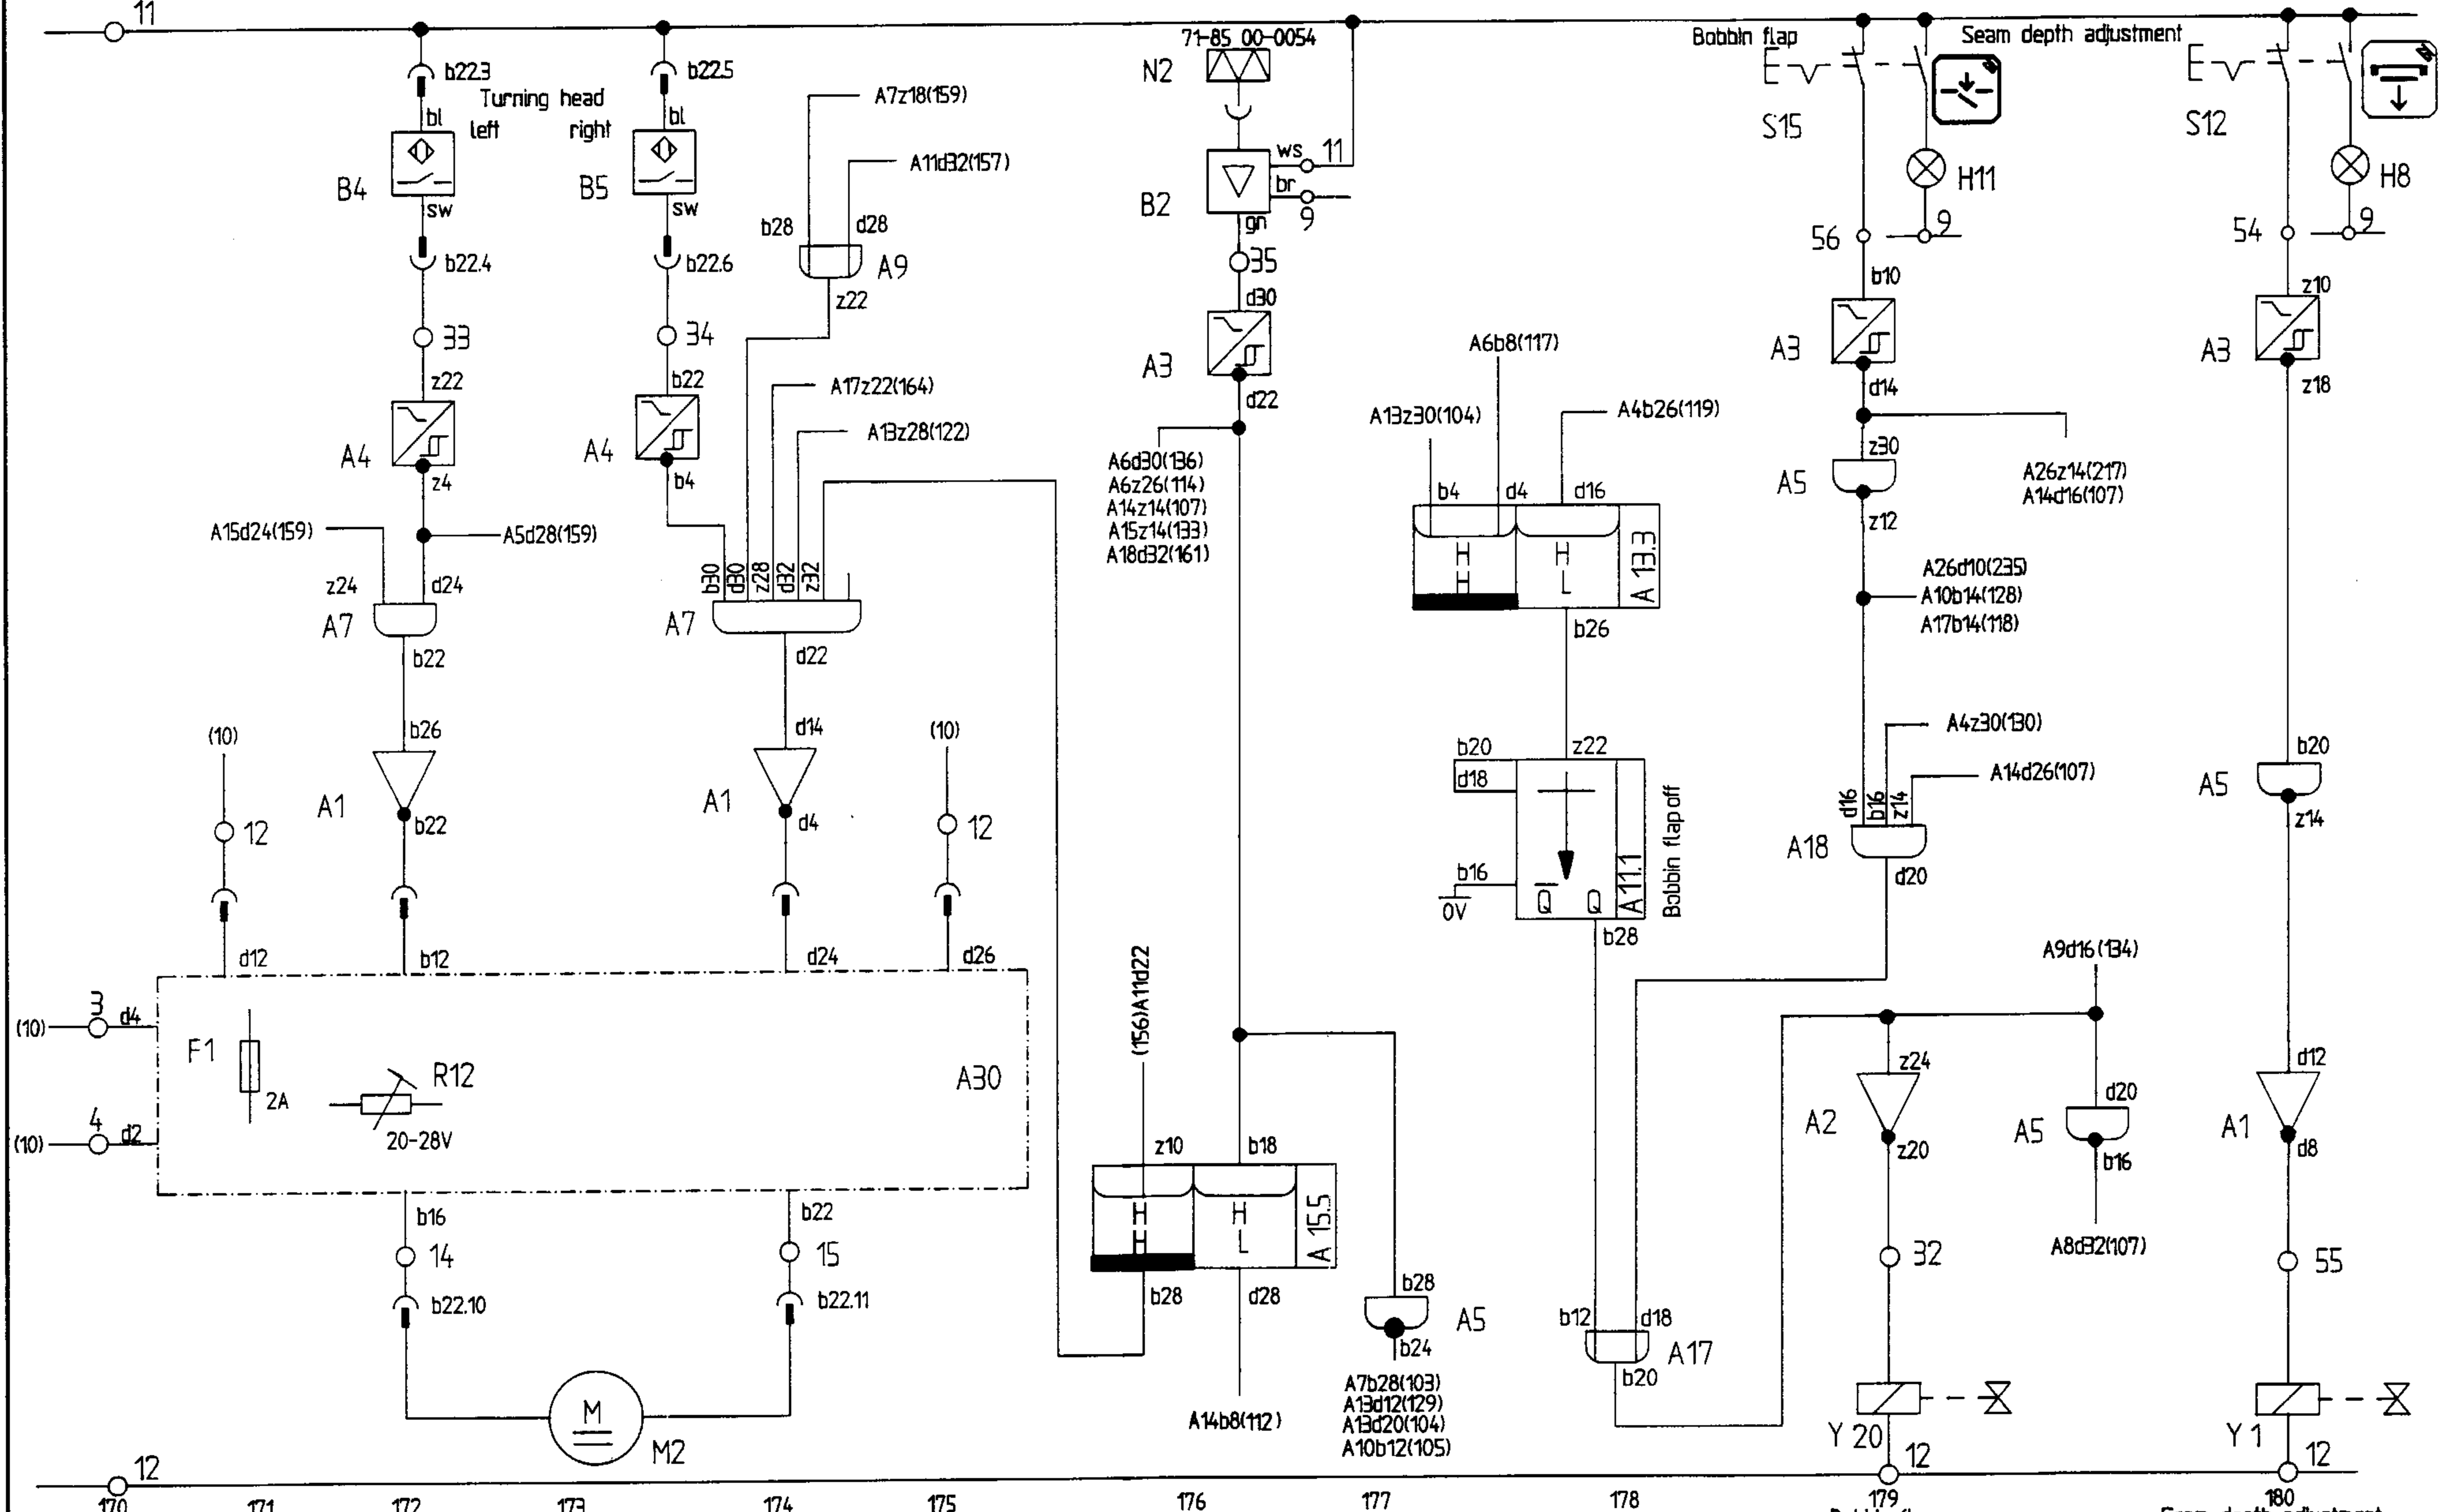 11
71-85 00-0054
Bobbin flap
Seam depth adjustment
b22.3
b22.5
N2
Turning head
left
right
bl
bl
A7z18(159)
S15
S12
A11d32(157)
ws
11
br
9
B4
B5
B2
H11
H8
sw
sw
gn
b28
d28
56
9
54
9
b22.4
b22.6
A9
35
b10
z10
z22
d30
33
34
A6b8(117)
A3
A3
A3
z22
b22
A17z22(164)
d22
d14
z18
A13z30(104)
A4b26(119)
A13z28(122)
A4
A4
z30
z4
b4
A6d30(136)
A6z26(114)
A14z14(107)
A15z14(133)
A18d32(161)
b4
d4
d16
A5
A26z14(217)
A14d16(107)
z12
A15d24(159)
A5d28(159)
H
H
H
L
A 13.3
b30
d30
z28
d32
z32
z24
d24
A26d10(235)
A10b14(128)
A17b14(118)
A7
A7
b26
b22
d22
(10)
b26
d14
(10)
A4z30(130)
b20
z22
b20
d18
A14d26(107)
A1
A1
d16
b16
z14
A5
12
b22
d4
12
z14
A18
b16
0V
Q
Q
A11.1
Bobbin flap off
d20
b28
d12
b12
d24
d26
(156)A11d22
A9d16(134)
3
(10)
d4
F1
2A
R12
20-28V
A30
z24
d12
d20
A2
A5
A1
4
(10)
d2
z10
b18
z20
b16
d8
H
H
H
L
A 15.5
b16
b22
14
15
32
A8d32(107)
55
b28
d28
b28
b22.10
b22.11
A5
b12
d18
b24
A17
b20
A7b28(103)
A13d12(129)
A13d20(104)
A10b12(105)
A14b8(112)
M
M2
Y 20
Y 1
12
12
12
170
171
172
173
174
175
176
177
178
179
180